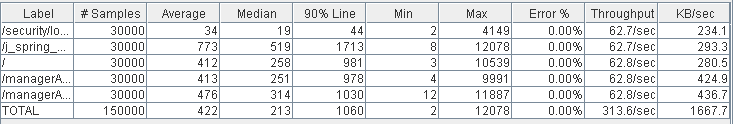 Label # Samples Average Median 90% Line Min Max Error % Throughput KB/sec
/security/lo... 30000 34 19 44 2 4149 0.00% 62.7/sec 234.1
/j_spring_... 30000 773 519 1713 8 12078 0.00% 62.7/sec 293.3
/ 30000 412 258 981 3 10539 0.00% 62.8/sec 280.5
/managerA... 30000 413 251 978 4 9991 0.00% 62.8/sec 424.9
/managerA... 30000 476 314 1030 12 11887 0.00% 62.8/sec 436.7
TOTAL 150000 422 213 1060 2 12078 0.00% 313.6/sec 1667.7